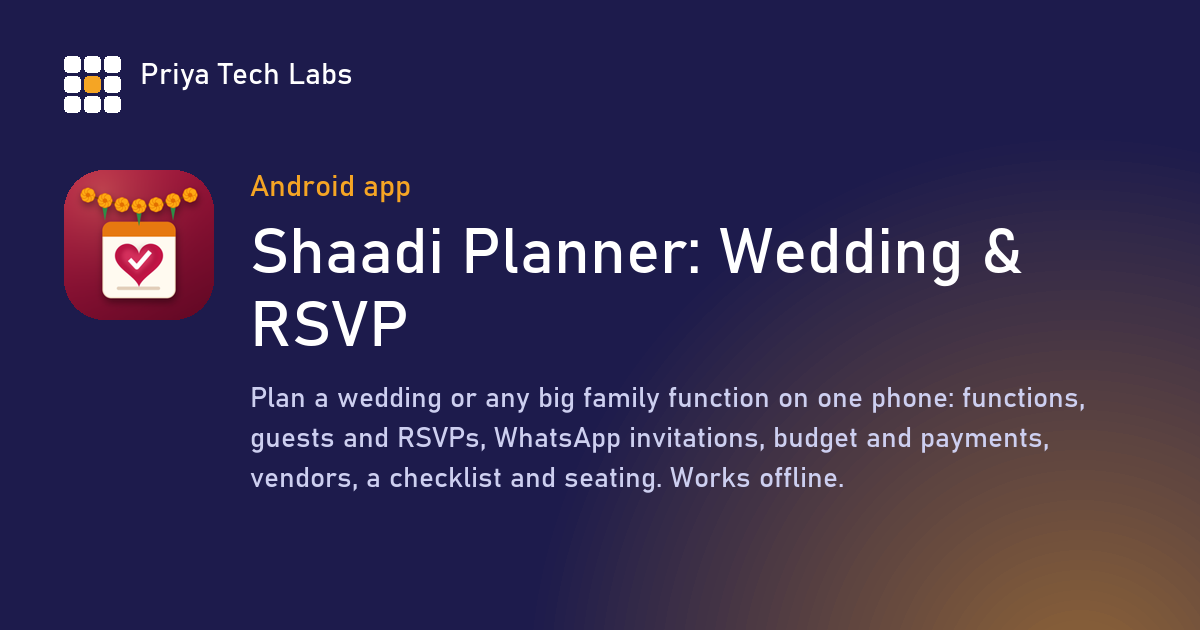 Priya Tech Labs
Android app
Shaadi Planner: Wedding &
RSVP
Plan a wedding or any big family function on one phone: functions,
guests and RSVPs, WhatsApp invitations, budget and payments,
vendors, a checklist and seating. Works offline.